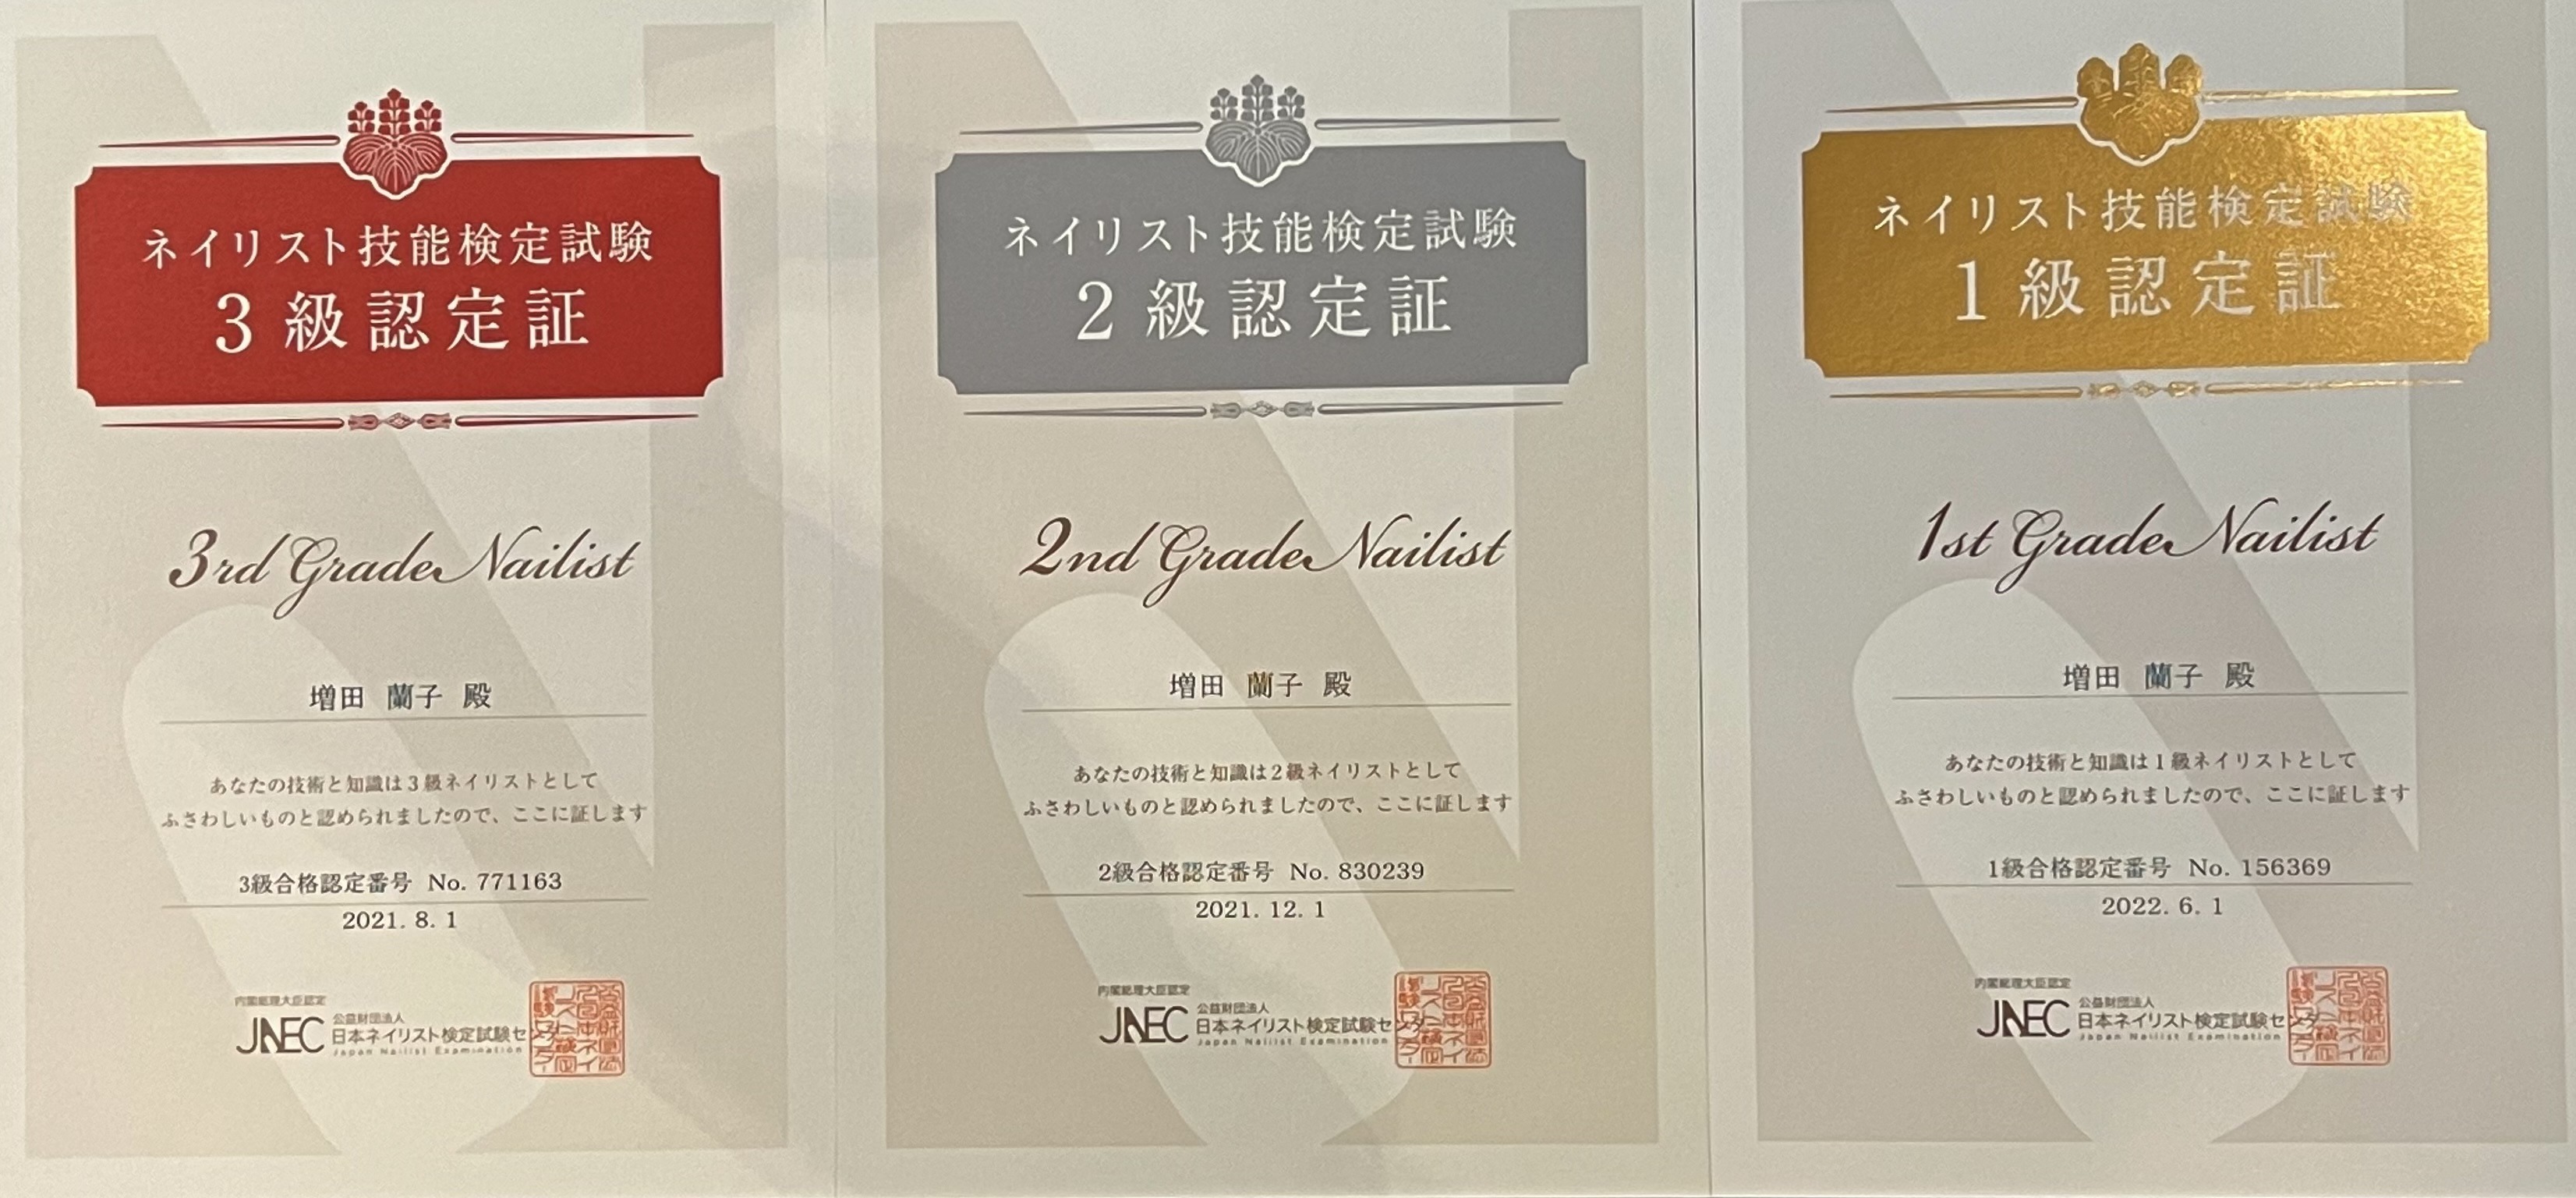 ネイリスト技能検定試験
3級認定証
3rd Grade Nailist
増田 蘭子 殿
あなたの技術と知識は3級ネイリストとして
ふさわしいものと認められましたので、ここに証します
3級合格認定番号 No. 771163
2021. 8. 1
内閣総理大臣認定
JNEC 公益財団法人
日本ネイリスト検定試験センター
Japan Nailist Examination
ネイリスト技能検定試験
2級認定証
2nd Grade Nailist
増田 蘭子 殿
あなたの技術と知識は2級ネイリストとして
ふさわしいものと認められましたので、ここに証します
2級合格認定番号 No. 830239
2021. 12. 1
内閣総理大臣認定
JNEC 公益財団法人
日本ネイリスト検定試験センター
Japan Nailist Examination
ネイリスト技能検定試験
1級認定証
1st Grade Nailist
増田 蘭子 殿
あなたの技術と知識は1級ネイリストとして
ふさわしいものと認められましたので、ここに証します
1級合格認定番号 No. 156369
2022. 6. 1
内閣総理大臣認定
JNEC 公益財団法人
日本ネイリスト検定試験センター
Japan Nailist Examination